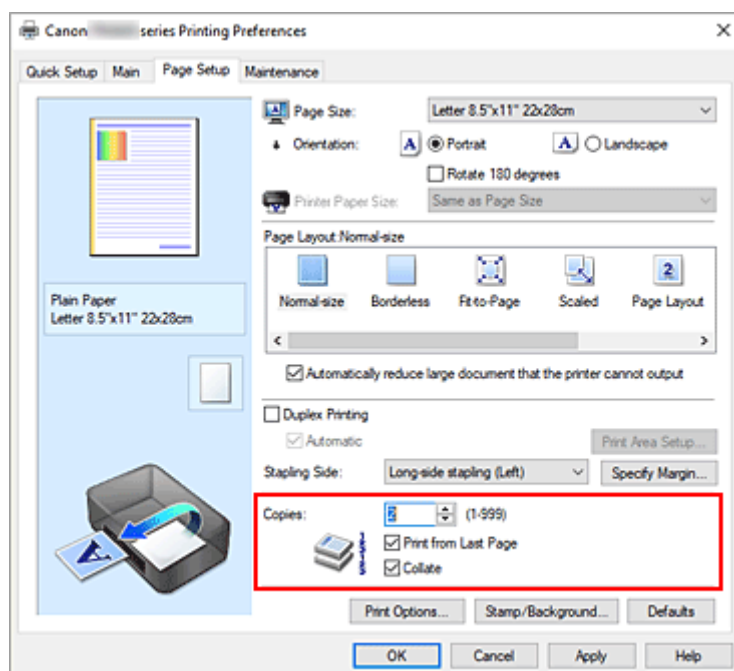 Canon series Printing Preferences
Quick Setup Main Page Setup Maintenance
Page Size: Letter 8.5"x11" 22x28cm
Orientation: A Portrait A Landscape
Rotate 180 degrees
Printer Paper Size: Same as Page Size
Page Layout:Normal-size
2
Normal-size Borderless Fit-to-Page Scaled Page Layout
Plain Paper
Letter 8.5"x11" 22x28cm
Automatically reduce large document that the printer cannot output
Duplex Printing
Automatic Print Area Setup...
Stapling Side: Long-side stapling (Left) Specify Margin...
Copies: 2 (1-999)
Print from Last Page
Collate
A
Print Options... Stamp/Background... Defaults
OK Cancel Apply Help